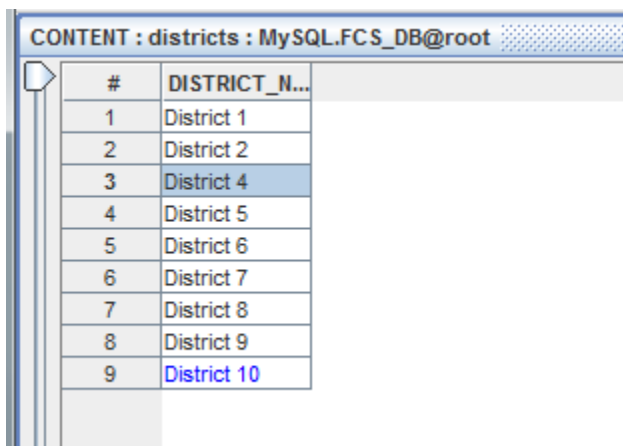 CONTENT : districts : MySQL.FCS_DB@root
# DISTRICT_N...
1 District 1
2 District 2
3 District 4
4 District 5
5 District 6
6 District 7
7 District 8
8 District 9
9 District 10